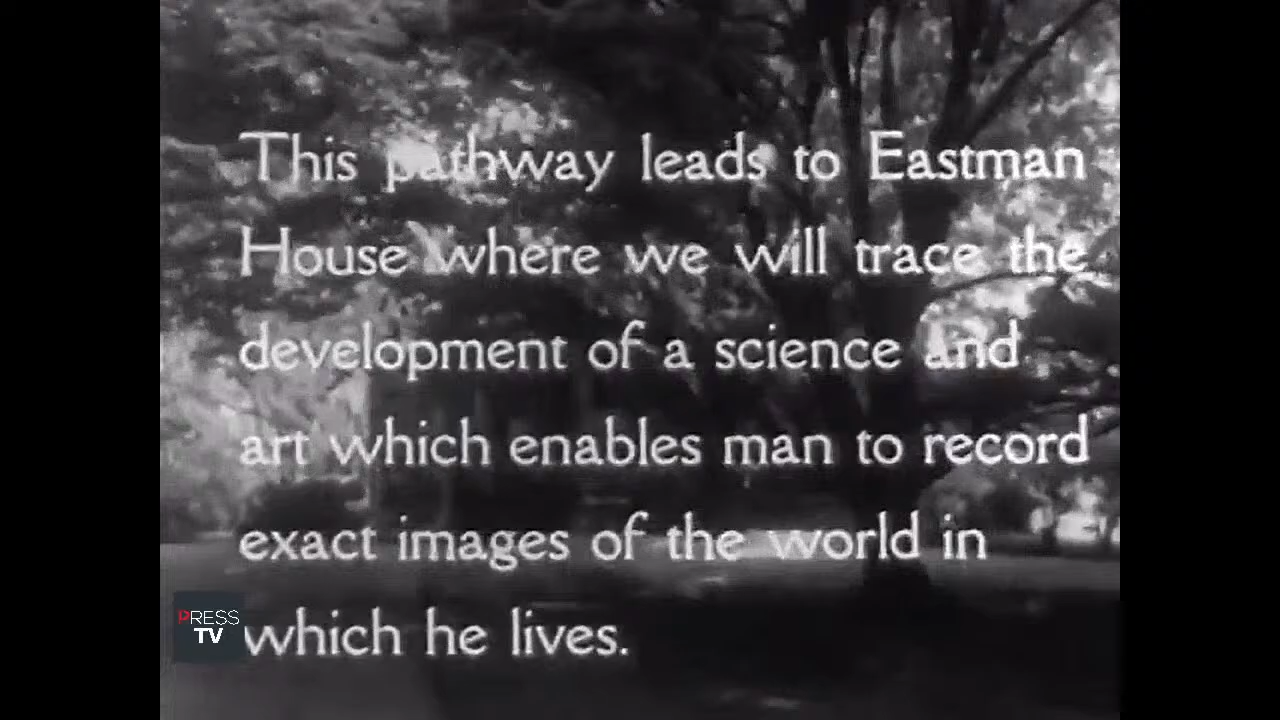 This pathway leads to Eastman
House where we will trace the
development of a science and
art which enables man to record
exact images of the world in
which he lives.
PRESS
TV